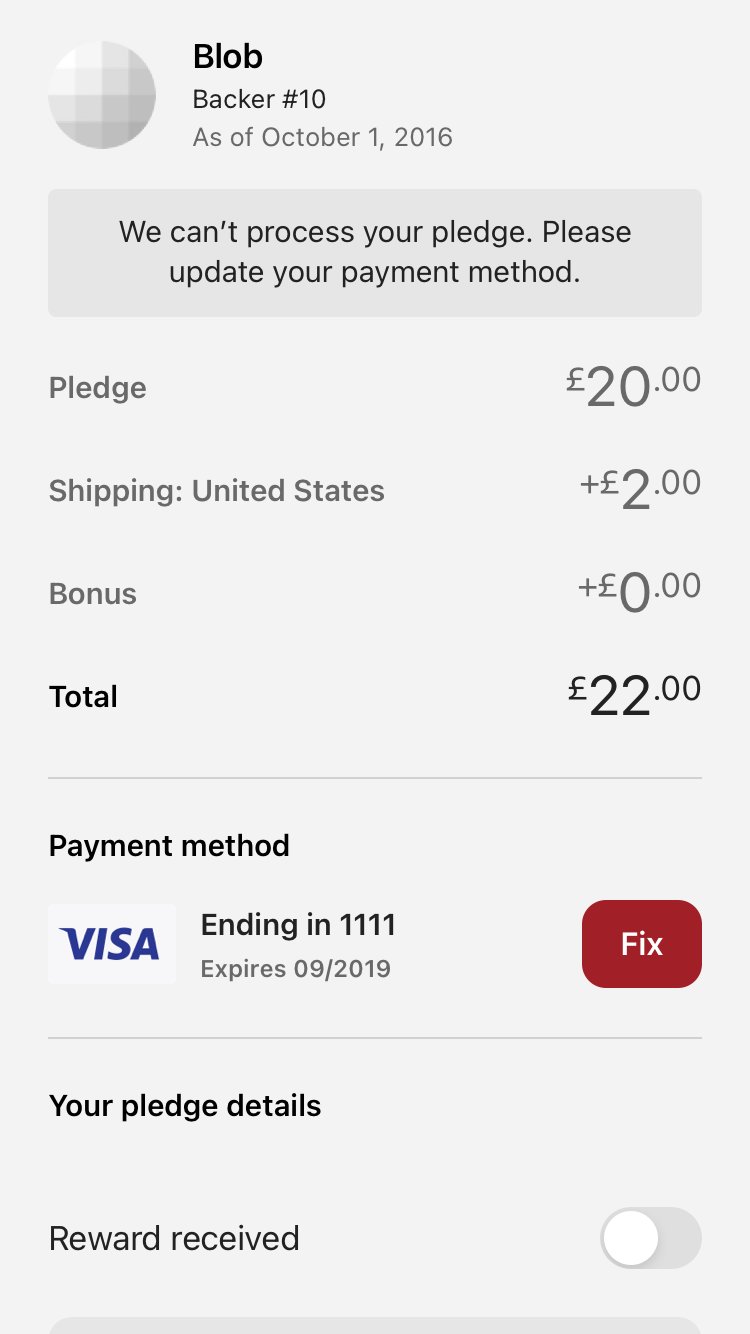 Blob
Backer #10
As of October 1, 2016
We can’t process your pledge. Please
update your payment method.
Pledge £20.00
Shipping: United States +£2.00
Bonus +£0.00
Total £22.00
Payment method
VISA
Ending in 1111
Expires 09/2019
Fix
Your pledge details
Reward received